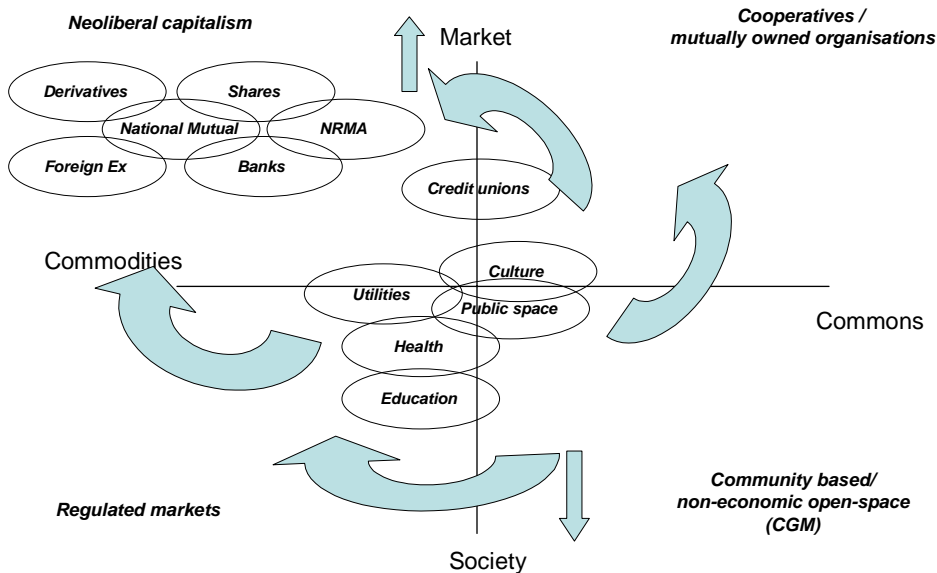 Neoliberal capitalism
Cooperatives /
mutually owned organisations
Market
Derivatives
Shares
National Mutual
NRMA
Foreign Ex
Banks
Credit unions
Commodities
Culture
Utilities
Public space
Commons
Health
Education
Community based/
non-economic open-space
(CGM)
Regulated markets
Society